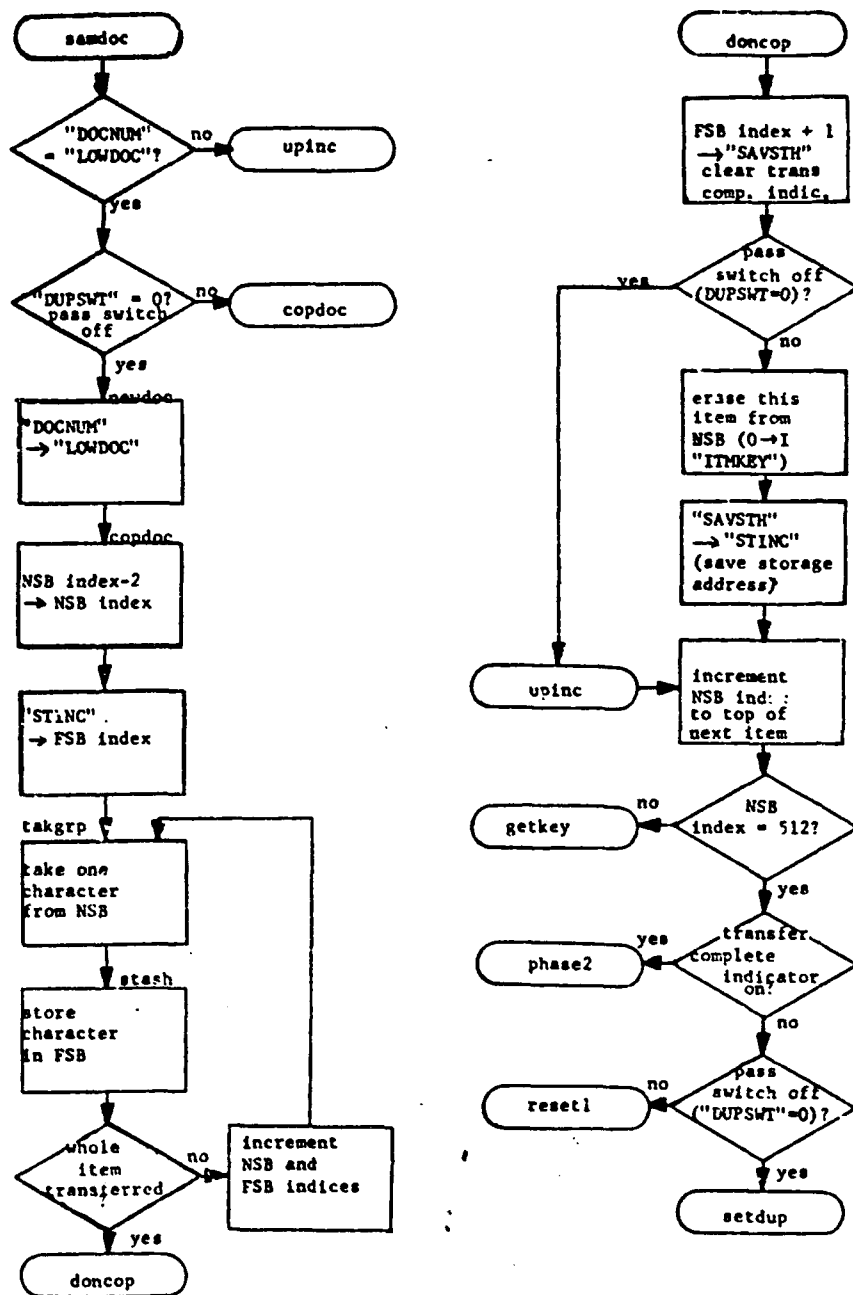 samdoc
"DOCNUM"
= "LOWDOC"?
no
upinc
yes
"DUPSWT" = 0?
pass switch
off
no
copdoc
yes
newdoc
"DOCNUM"
→ "LOWDOC"
copdoc
NSB index-2
→ NSB index
"STINC"
→ FSB index
takgrp
take one
character
from NSB
stash
store
character
in FSB
whole
item
transferred
?
no
increment
NSB and
FSB indices
yes
doncop
doncop
FSB index + 1
→"SAVSTH"
clear trans
comp. indic.
pass
switch off
(DUPSWT=0)?
yes
no
erase this
item from
NSB (0→I
"ITMKEY")
"SAVSTH"
→"STINC"
(save storage
address)
upinc
increment
NSB ind
to top of
next item
NSB
index = 512?
no
getkey
yes
transfer
complete
indicator
on?
yes
phase2
no
pass
switch off
("DUPSWT"=0)?
no
reset1
yes
setdup